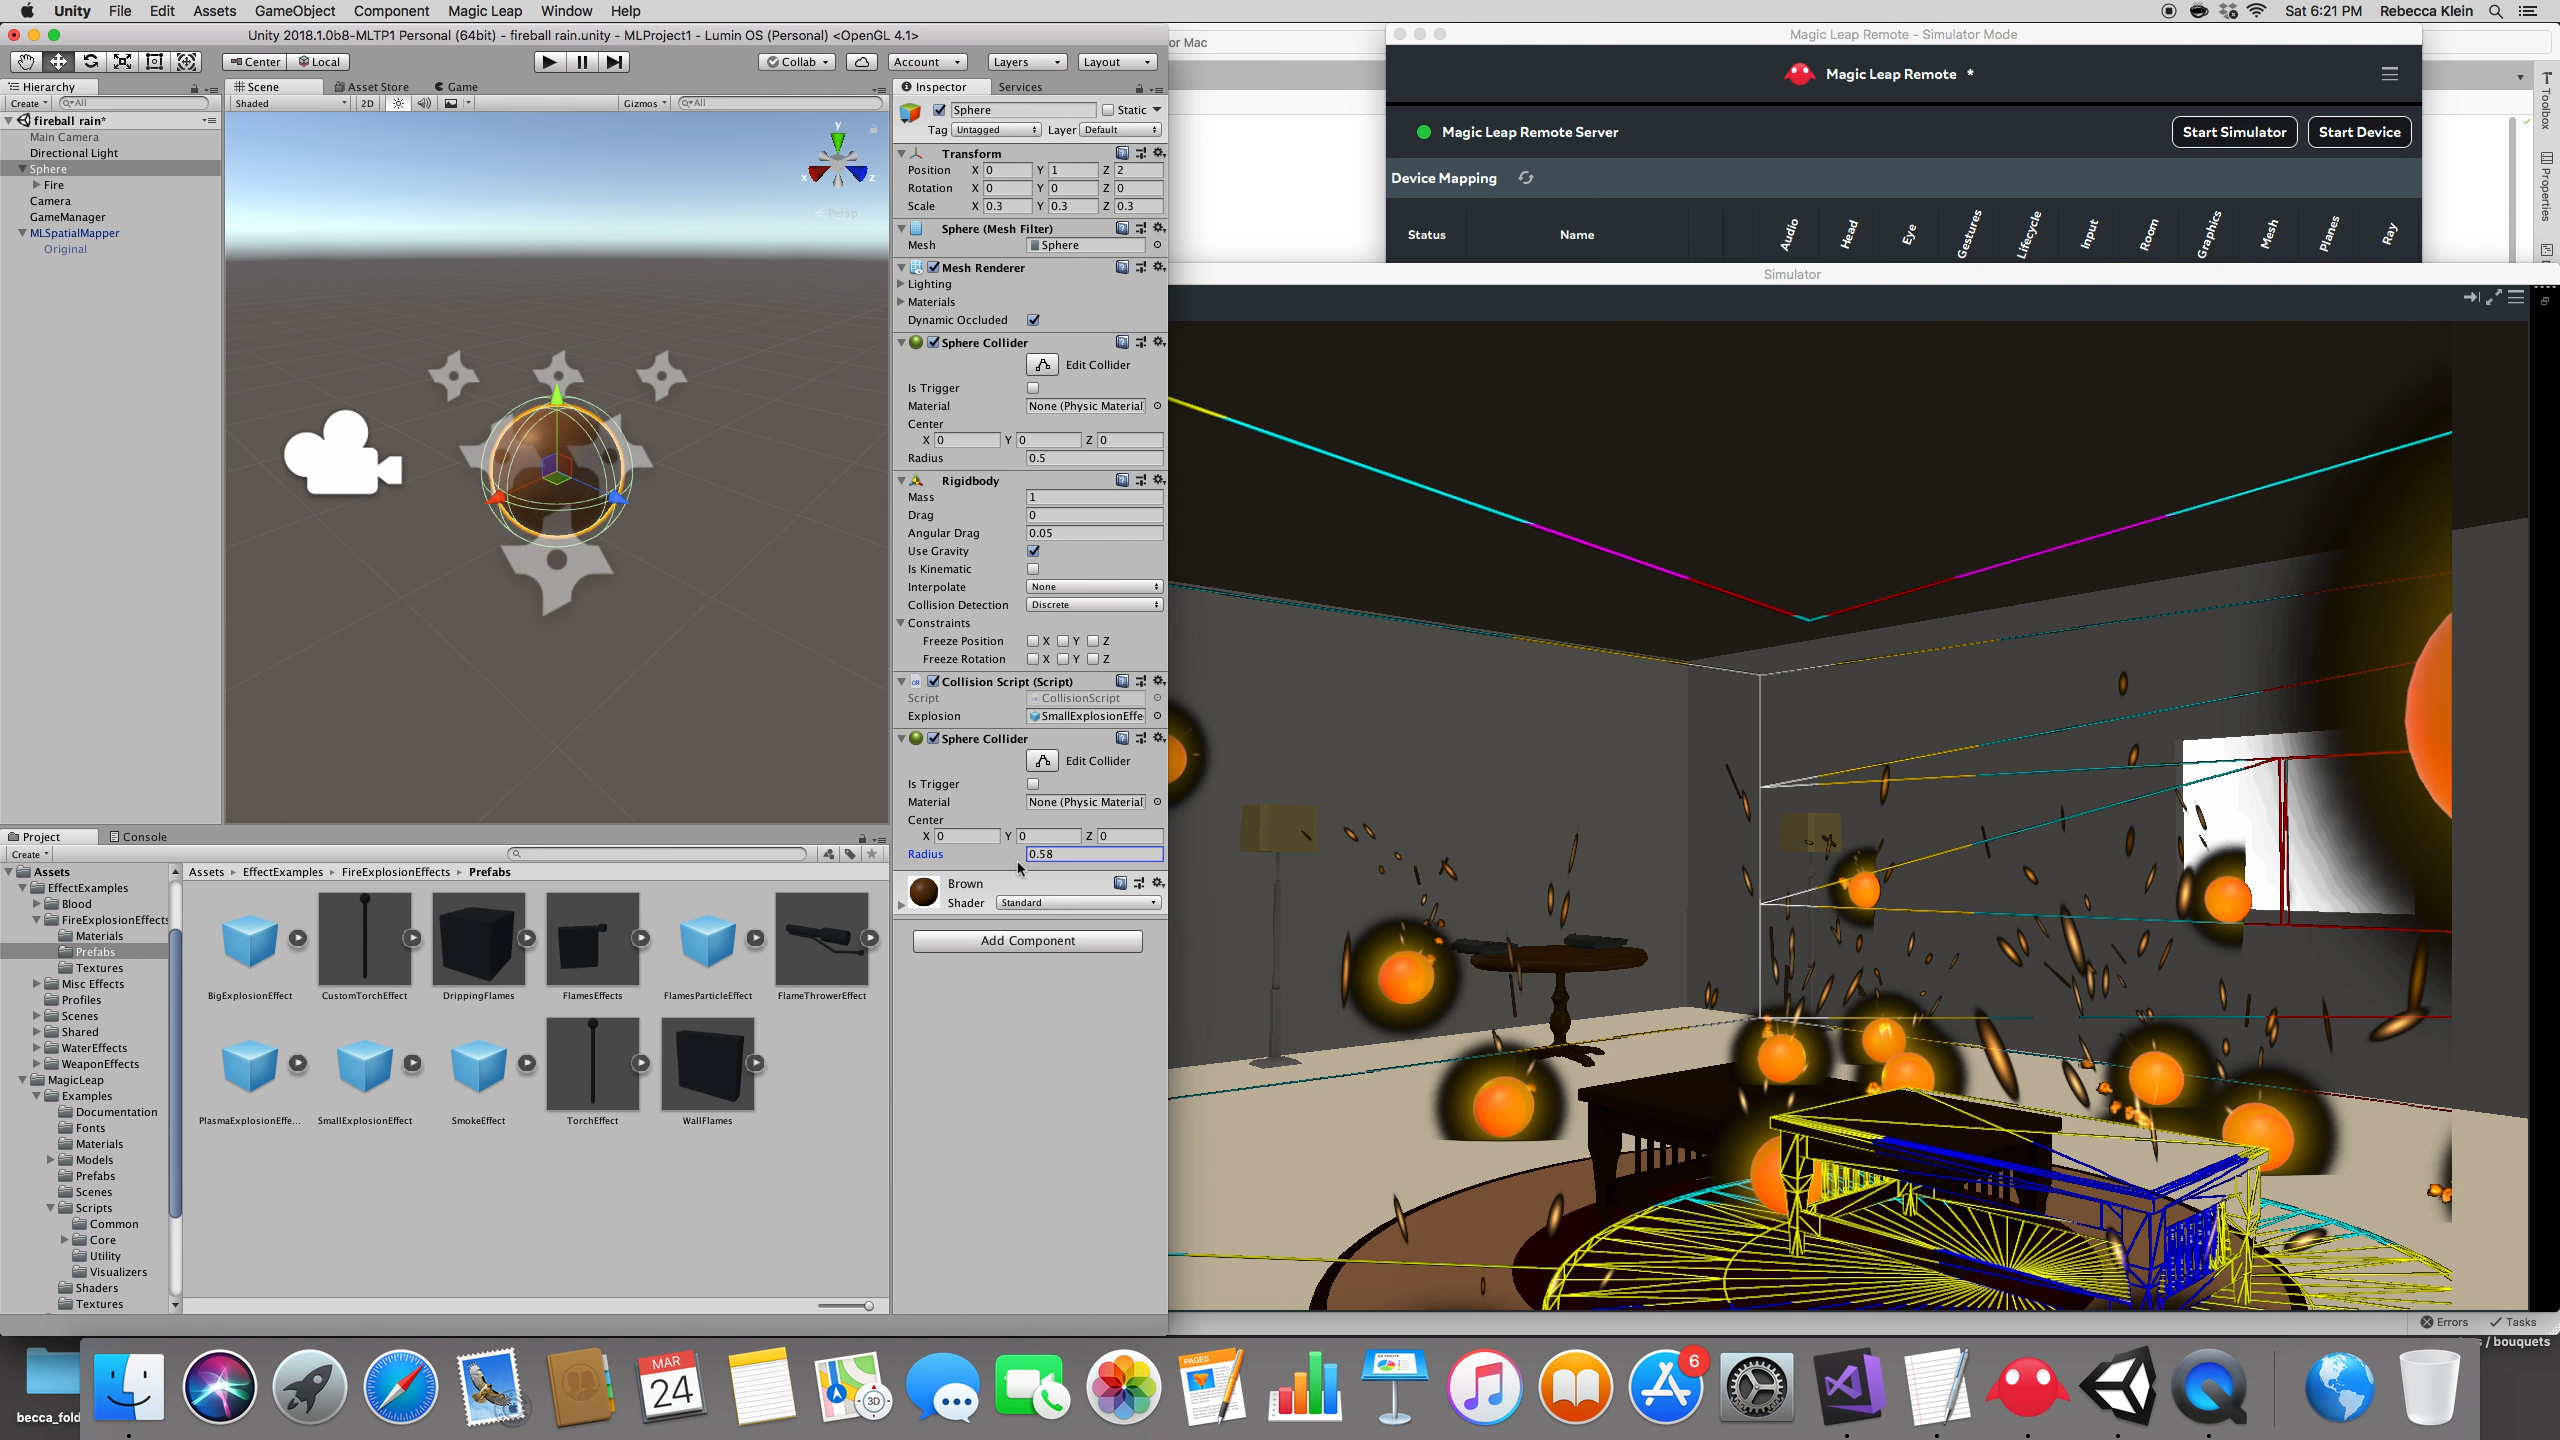 Unity File Edit Assets GameObject Component Magic Leap Window Help
Sat 6:21 PM Rebecca Klein
Unity 2018.1.0b8-MLTP1 Personal (64bit) - fireball rain.unity - MLProject1 - Lumin OS (Personal) <OpenGL 4.1>
Center Local
Collab Account Layers Layout
Hierarchy
Create All
fireball rain*
Main Camera
Directional Light
Sphere
Fire
Camera
GameManager
MLSpatialMapper
Original
Scene Asset Store Game
Shaded 2D Gizmos All
y
x
z
Persp
Inspector Services
Sphere Static
Tag Untagged Layer Default
Transform
Position X 0 Y 1 Z 2
Rotation X 0 Y 0 Z 0
Scale X 0.3 Y 0.3 Z 0.3
Sphere (Mesh Filter)
Mesh Sphere
Mesh Renderer
Lighting
Materials
Dynamic Occluded
Sphere Collider
Edit Collider
Is Trigger
Material None (Physic Material)
Center
X 0 Y 0 Z 0
Radius 0.5
Rigidbody
Mass 1
Drag 0
Angular Drag 0.05
Use Gravity
Is Kinematic
Interpolate None
Collision Detection Discrete
Constraints
Freeze Position X Y Z
Freeze Rotation X Y Z
Collision Script (Script)
Script CollisionScript
Explosion SmallExplosionEffe
Sphere Collider
Edit Collider
Is Trigger
Material None (Physic Material)
Center
X 0 Y 0 Z 0
Radius 0.58
Brown
Shader Standard
Add Component
Project Console
Create
Assets
EffectExamples
Blood
FireExplosionEffects
Materials
Prefabs
Textures
Misc Effects
Profiles
Scenes
Shared
WaterEffects
WeaponEffects
MagicLeap
Examples
Documentation
Fonts
Materials
Models
Prefabs
Scenes
Scripts
Common
Core
Utility
Visualizers
Shaders
Textures
Assets EffectExamples FireExplosionEffects Prefabs
BigExplosionEffect CustomTorchEffect DrippingFlames FlamesEffects FlamesParticleEffect FlameThrowerEffect
PlasmaExplosionEffe... SmallExplosionEffect SmokeEffect TorchEffect WallFlames
or Mac
Magic Leap Remote - Simulator Mode
Magic Leap Remote *
Magic Leap Remote Server Start Simulator Start Device
Device Mapping
Status Name Audio Head Eye Gestures Lifecycle Input Room Graphics Mesh Planes Ray
Simulator
Toolbox
Properties
Errors Tasks
/ bouquets
becca_fold
MAR
24
3D
PAGES
KEYNOTE
6